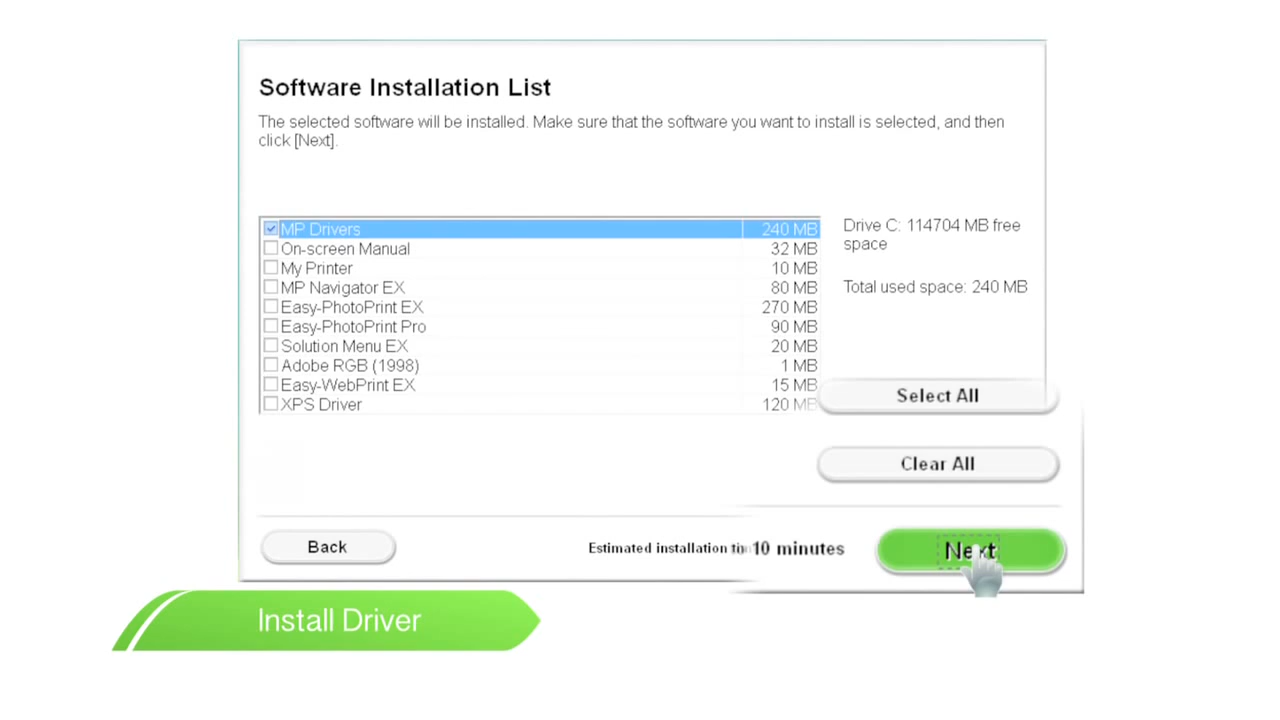 Software Installation List
The selected software will be installed. Make sure that the software you want to install is selected, and then
click [Next].
MP Drivers 240 MB
On-screen Manual 32 MB
My Printer 10 MB
MP Navigator EX 80 MB
Easy-PhotoPrint EX 270 MB
Easy-PhotoPrint Pro 90 MB
Solution Menu EX 20 MB
Adobe RGB (1998) 1 MB
Easy-WebPrint EX 15 MB
XPS Driver 120 MB
Drive C: 114704 MB free
space
Total used space: 240 MB
Select All
Clear All
Back
Estimated installation 10 minutes
Next
Install Driver